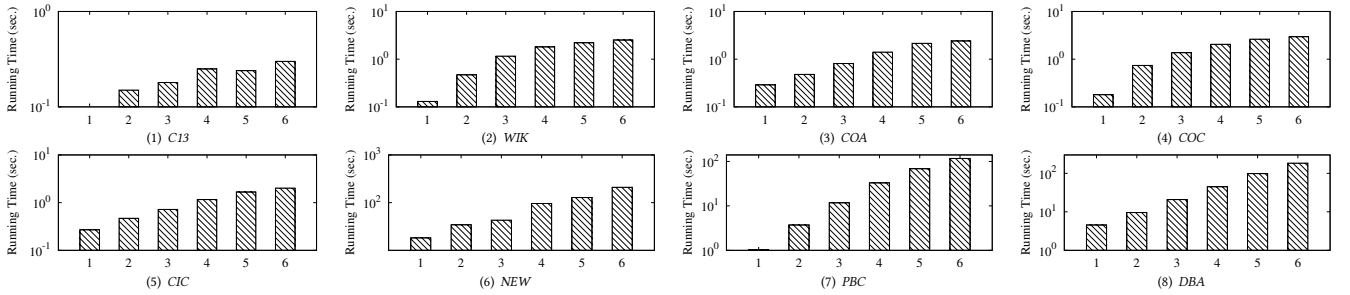 Running Time (sec.)
10^0
10^-1
1 2 3 4 5 6
(1) C13
Running Time (sec.)
10^1
10^0
10^-1
1 2 3 4 5 6
(2) WIK
Running Time (sec.)
10^1
10^0
10^-1
1 2 3 4 5 6
(3) COA
Running Time (sec.)
10^1
10^0
10^-1
1 2 3 4 5 6
(4) COC
Running Time (sec.)
10^1
10^0
10^-1
1 2 3 4 5 6
(5) CIC
Running Time (sec.)
10^3
10^2
1 2 3 4 5 6
(6) NEW
Running Time (sec.)
10^2
10^1
10^0
1 2 3 4 5 6
(7) PBC
Running Time (sec.)
10^2
10^1
10^0
1 2 3 4 5 6
(8) DBA